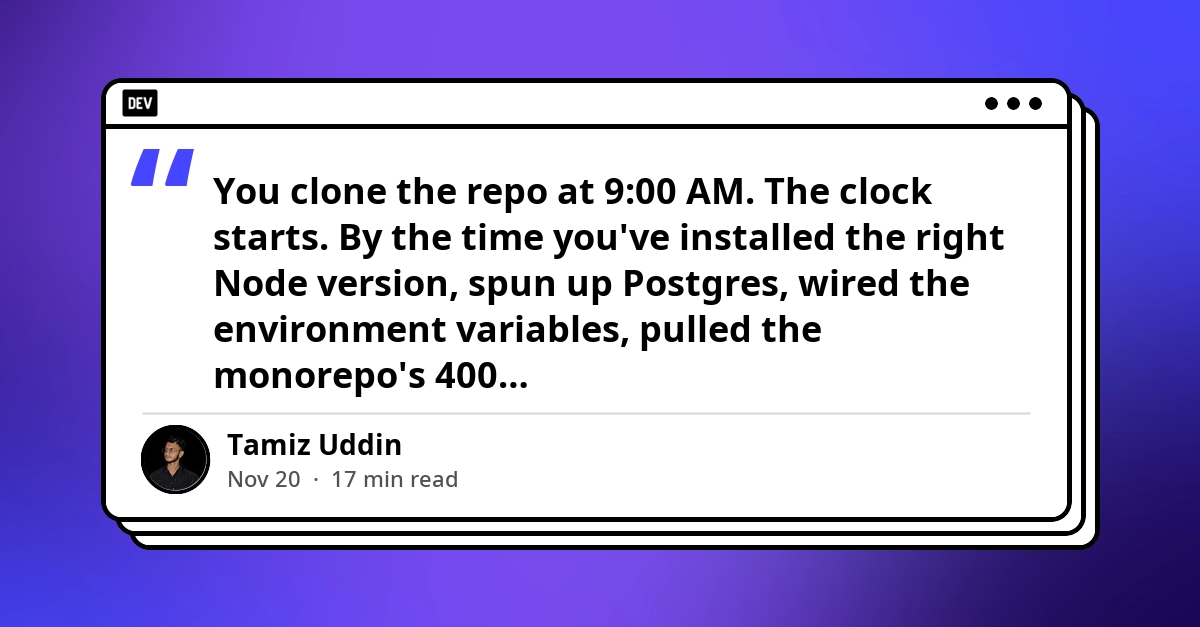 DEV
“
You clone the repo at 9:00 AM. The clock
starts. By the time you've installed the right
Node version, spun up Postgres, wired the
environment variables, pulled the
monorepo's 400...
Tamiz Uddin
Nov 20 · 17 min read